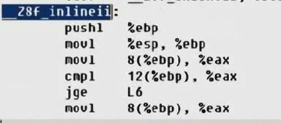 __Z8f_inlineii:
pushl %ebp
movl %esp, %ebp
movl 8(%ebp), %eax
cmpl 12(%ebp), %eax
jge L6
movl 8(%ebp), %eax